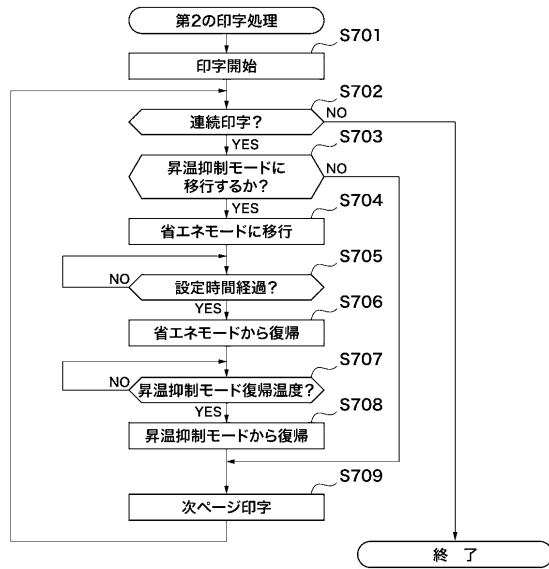 第2の印字処理
S701
印字開始
S702
連続印字?
NO
YES
S703
昇温抑制モードに
移行するか?
NO
YES
S704
省エネモードに移行
S705
設定時間経過?
NO
YES
S706
省エネモードから復帰
S707
昇温抑制モード復帰温度?
NO
YES
S708
昇温抑制モードから復帰
S709
次ページ印字
終 了